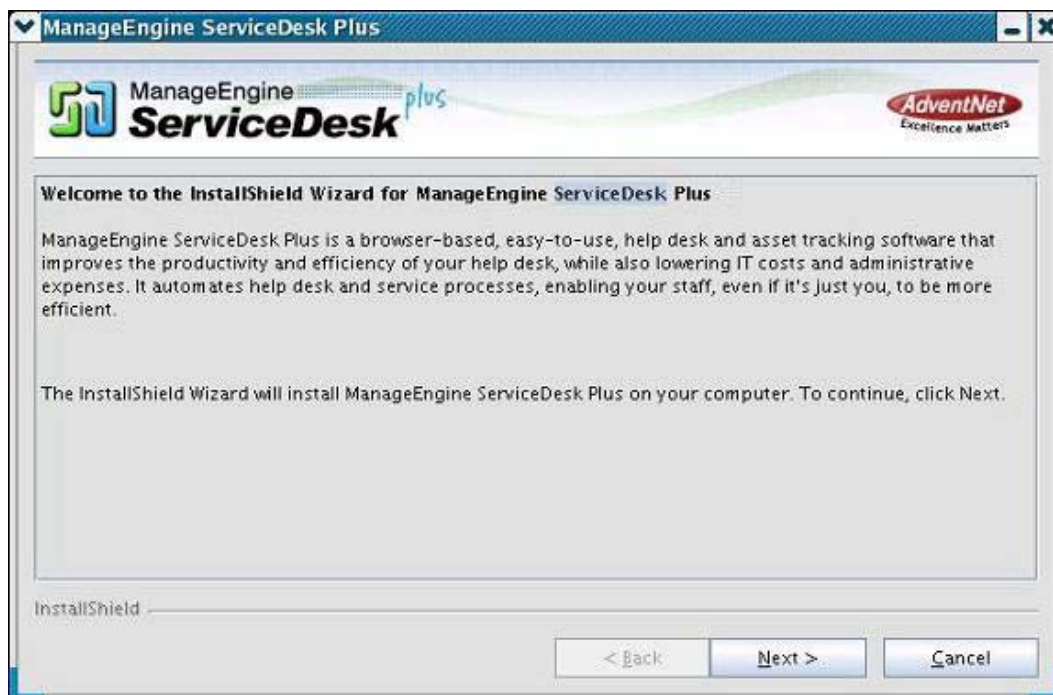 ManageEngine ServiceDesk Plus
ManageEngine
ServiceDesk plus
AdventNet
Excellence Matters
Welcome to the InstallShield Wizard for ManageEngine ServiceDesk Plus
ManageEngine ServiceDesk Plus is a browser-based, easy-to-use, help desk and asset tracking software that
improves the productivity and efficiency of your help desk, while also lowering IT costs and administrative
expenses. It automates help desk and service processes, enabling your staff, even if it's just you, to be more
efficient.
The InstallShield Wizard will install ManageEngine ServiceDesk Plus on your computer. To continue, click Next.
InstallShield
< Back
Next >
Cancel